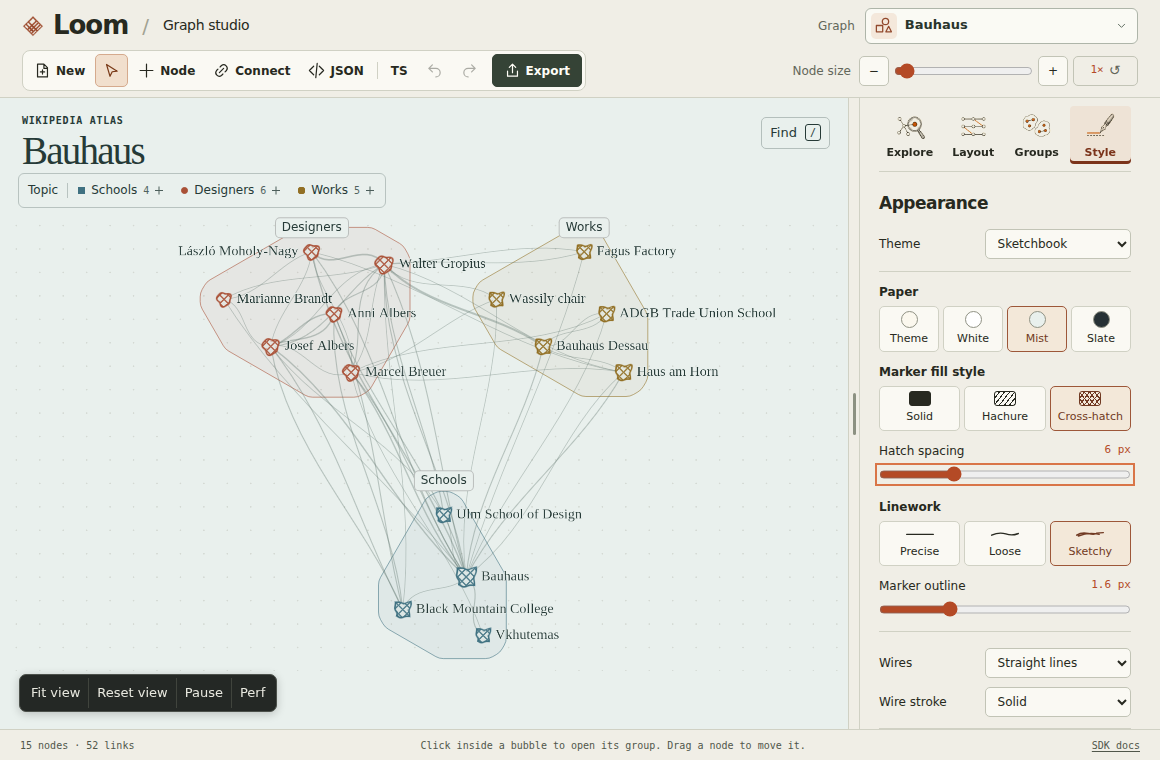 Loom / Graph studio
Graph Bauhaus
New Node Connect JSON TS Export
Node size − + 1× ↺
WIKIPEDIA ATLAS
Bauhaus
Find /
Topic Schools 4 + Designers 6 + Works 5 +
Designers
Works
László Moholy-Nagy
Walter Gropius
Fagus Factory
Marianne Brandt
Wassily chair
Anni Albers
ADGB Trade Union School
Josef Albers
Bauhaus Dessau
Marcel Breuer
Haus am Horn
Schools
Ulm School of Design
Bauhaus
Black Mountain College
Vkhutemas
Fit view Reset view Pause Perf
Explore Layout Groups Style
Appearance
Theme Sketchbook
Paper
Theme White Mist Slate
Marker fill style
Solid Hachure Cross-hatch
Hatch spacing 6 px
Linework
Precise Loose Sketchy
Marker outline 1.6 px
Wires Straight lines
Wire stroke Solid
15 nodes · 52 links
Click inside a bubble to open its group. Drag a node to move it.
SDK docs